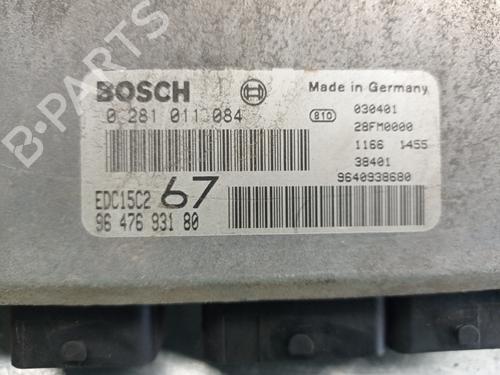 B-PARTS
BOSCH
Made in Germany
0 281 011 084
810
030401
28FM0000
1166 1455
38401
9640938680
EDC15C2
67
96 476 931 80